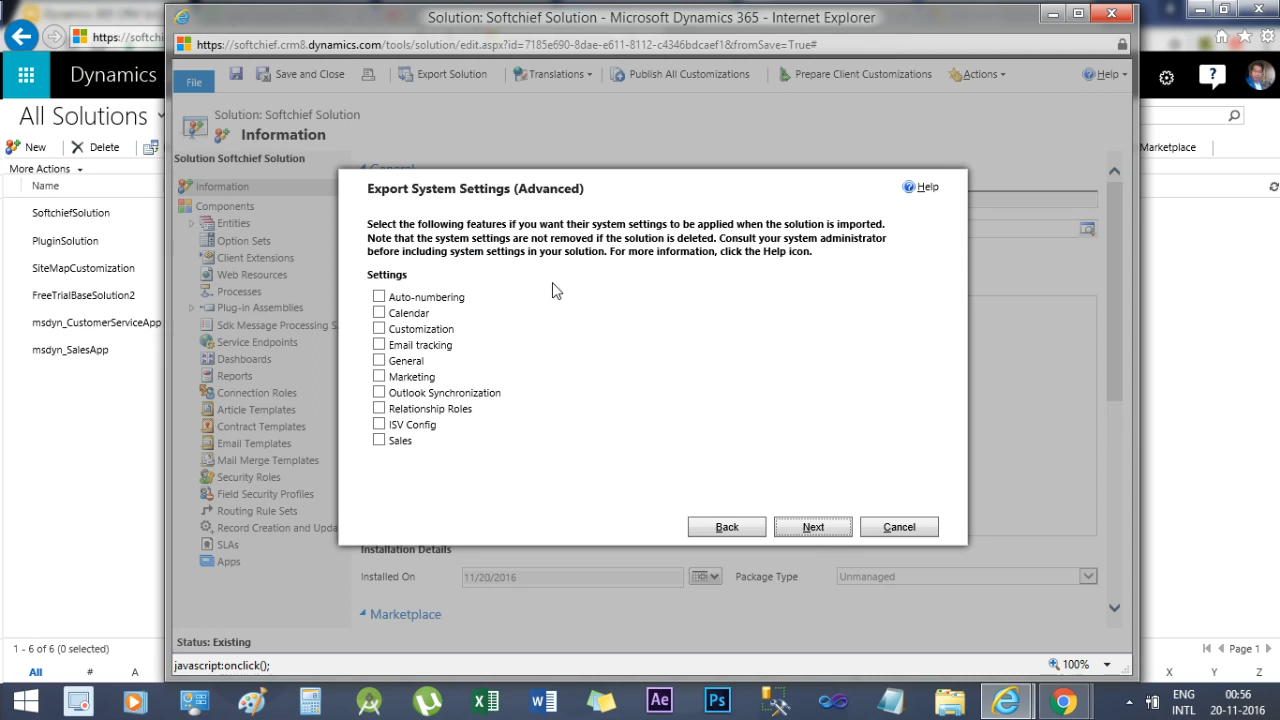 Solution: Softchief Solution - Microsoft Dynamics 365 - Internet Explorer
https://softchi
https://softchief.crm8.dynamics.com/tools/solution/edit.aspx?id=7185e690-8dae-e611-8112-c4346bdcaef18&fromSave=True#
Dynamics
File
Save and Close
Export Solution
Translations
Publish All Customizations
Prepare Client Customizations
Actions
Help
All Solutions
Solution: Softchief Solution
Information
New
Delete
Marketplace
More Actions
Solution Softchief Solution
General
Name
SoftchiefSolution
PluginSolution
SiteMapCustomization
FreeTrialBaseSolution2
msdyn_CustomerServiceApp
msdyn_SalesApp
Information
Components
Entities
Option Sets
Client Extensions
Web Resources
Processes
Plug-in Assemblies
Sdk Message Processing S
Service Endpoints
Dashboards
Reports
Connection Roles
Article Templates
Contract Templates
Email Templates
Mail Merge Templates
Security Roles
Field Security Profiles
Routing Rule Sets
Record Creation and Upda
SLAs
Apps
Export System Settings (Advanced)
Help
Select the following features if you want their system settings to be applied when the solution is imported.
Note that the system settings are not removed if the solution is deleted. Consult your system administrator
before including system settings in your solution. For more information, click the Help icon.
Settings
Auto-numbering
Calendar
Customization
Email tracking
General
Marketing
Outlook Synchronization
Relationship Roles
ISV Config
Sales
Back
Next
Cancel
Installation Details
Installed On
11/20/2016
Package Type
Unmanaged
Marketplace
Status: Existing
javascript:onclick();
100%
1 - 6 of 6 (0 selected)
Page 1
All
#
A
X
Y
Z
ENG
INTL
00:56
20-11-2016
Ae
Ps